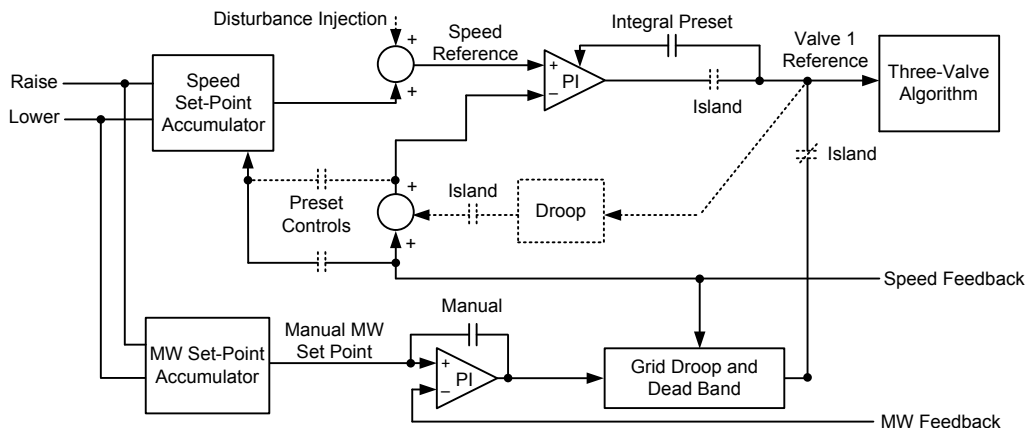 Disturbance Injection
+
+
Speed
Reference
Integral Preset
+
PI
–
Island
Valve 1
Reference
Three-Valve
Algorithm
Raise
Lower
Speed
Set-Point
Accumulator
Island
Preset
Controls
+
+
Island
Droop
Speed Feedback
MW Set-Point
Accumulator
Manual MW
Set Point
Manual
+
PI
–
Grid Droop and
Dead Band
MW Feedback